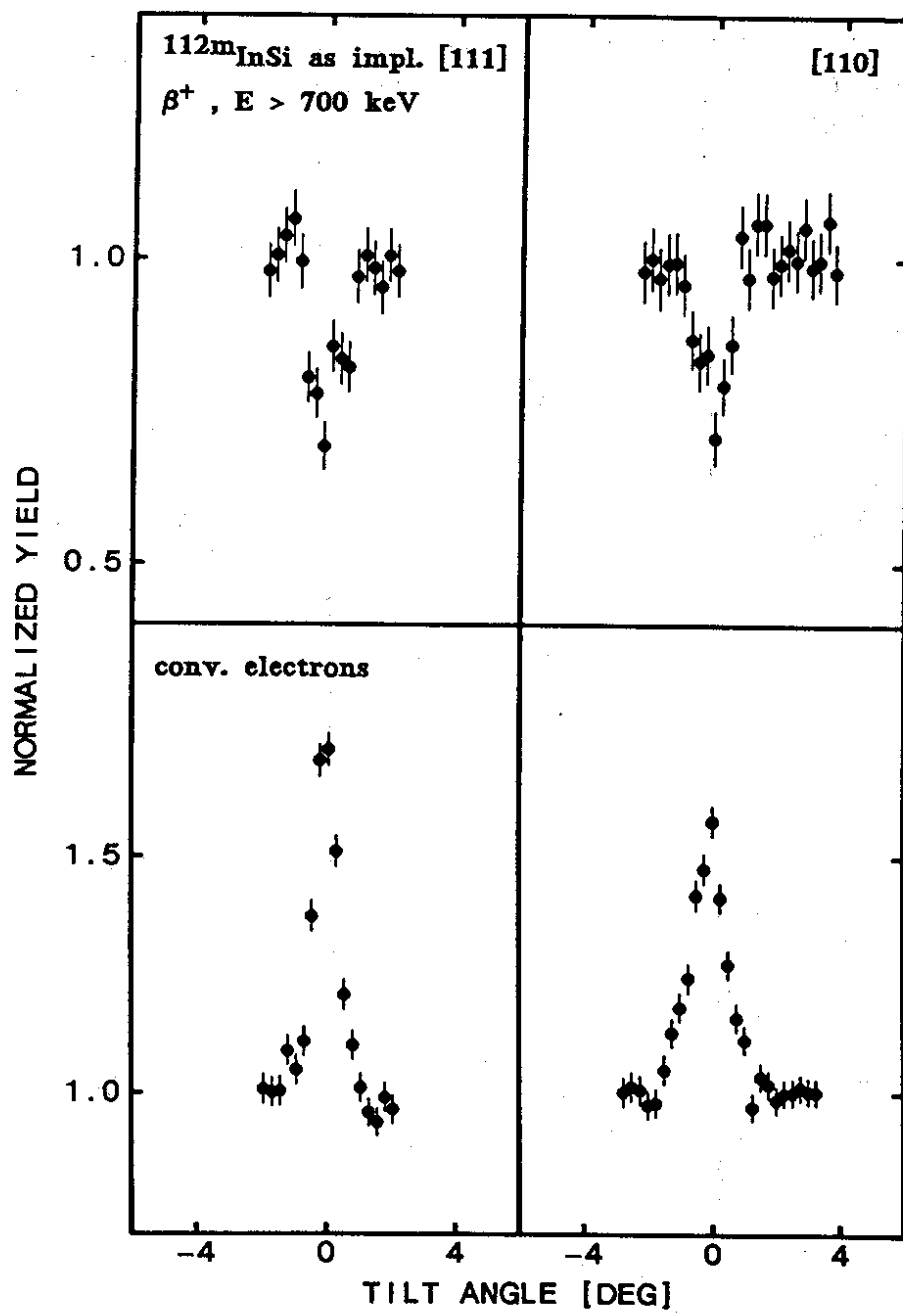 112mInSi as impl. [111]
β+ , E > 700 keV
[110]
1.0
0.5
NORMALIZED YIELD
conv. electrons
1.5
1.0
-4 0 4 -4 0 4
TILT ANGLE [DEG]